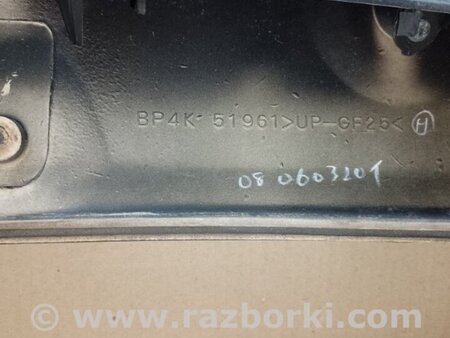 BP4K 51961>UP-GF25< H
08 0603201
© www.razborki.com